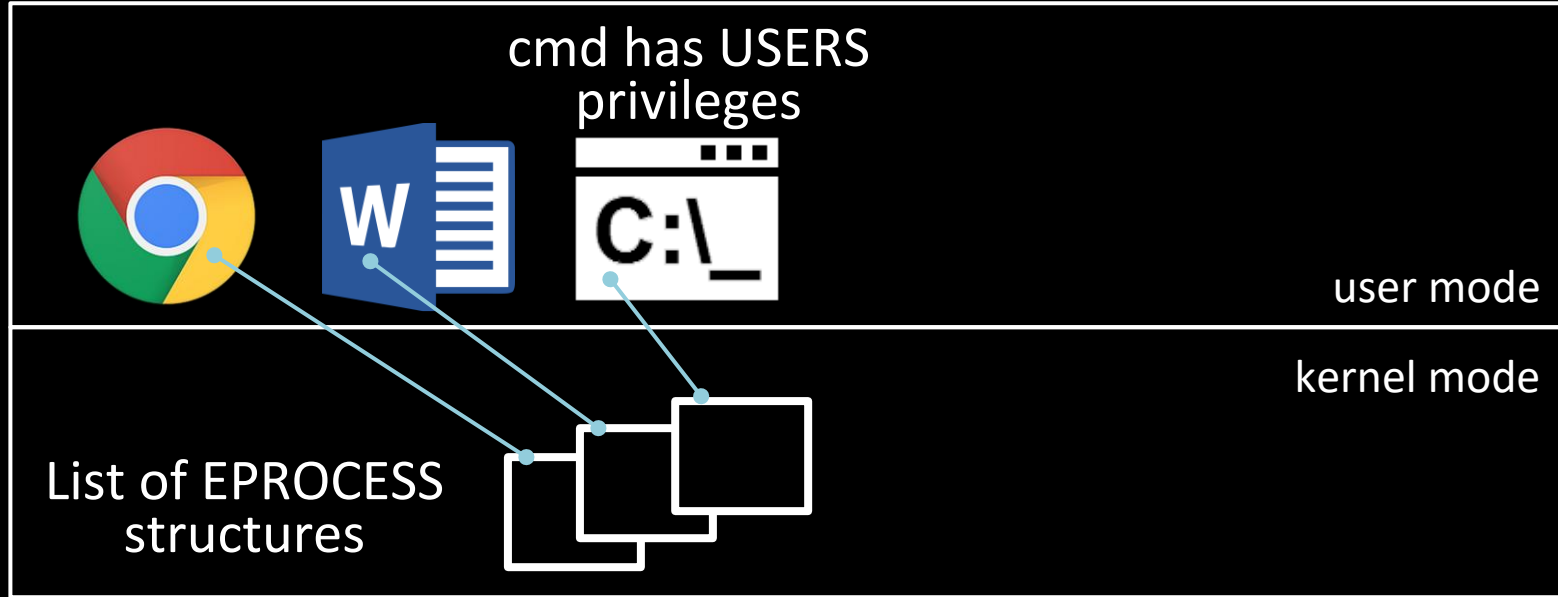 cmd has USERS
privileges
W
C:\_
user mode
kernel mode
List of EPROCESS
structures